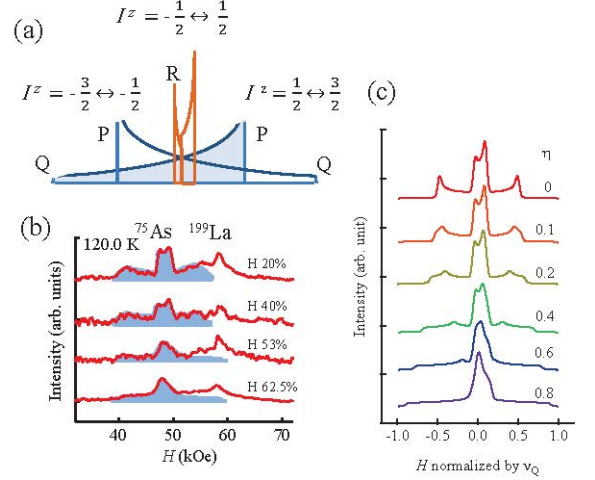 (a)
I^z = -1/2 ↔ 1/2
I^z = -3/2 ↔ -1/2
R
I^z = 1/2 ↔ 3/2
P
P
Q
Q
(b)
⁷⁵As ¹⁹⁹La
120.0 K
H 20%
H 40%
H 53%
H 62.5%
Intensity (arb. units)
40 50 60 70
H (kOe)
(c)
η
0
0.1
0.2
0.4
0.6
0.8
Intensity (arb. unit)
-1.0 -0.5 0.0 0.5 1.0
H normalized by ν_Q